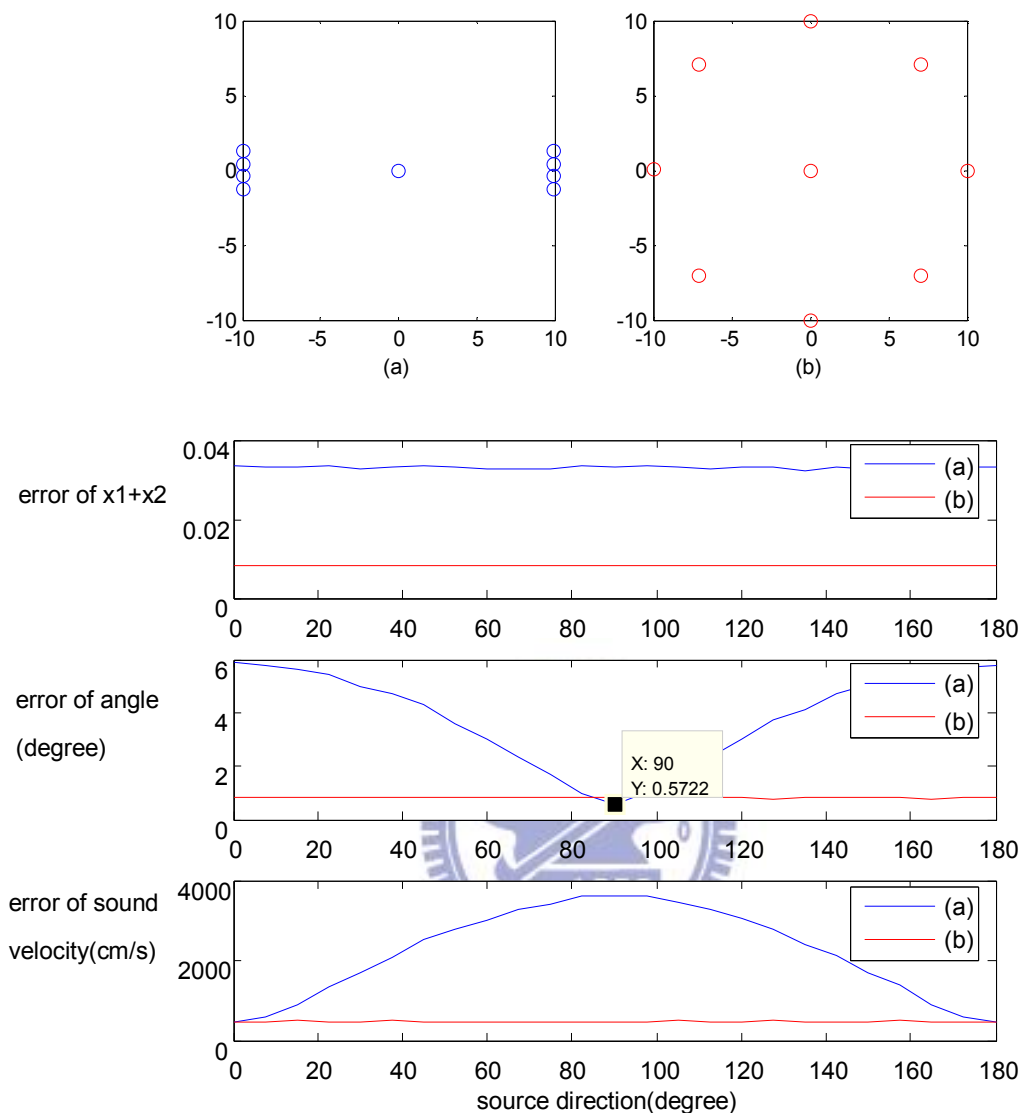 10
5
0
-5
-10
-10 -5 0 5 10
(a)
10
5
0
-5
-10
-10 -5 0 5 10
(b)
error of x1+x2
0.04
0.02
0
0 20 40 60 80 100 120 140 160 180
(a)
(b)
error of angle
(degree)
6
4
2
0
0 20 40 60 80 100 120 140 160 180
(a)
(b)
X: 90
Y: 0.5722
error of sound
velocity(cm/s)
4000
2000
0
0 20 40 60 80 100 120 140 160 180
(a)
(b)
source direction(degree)